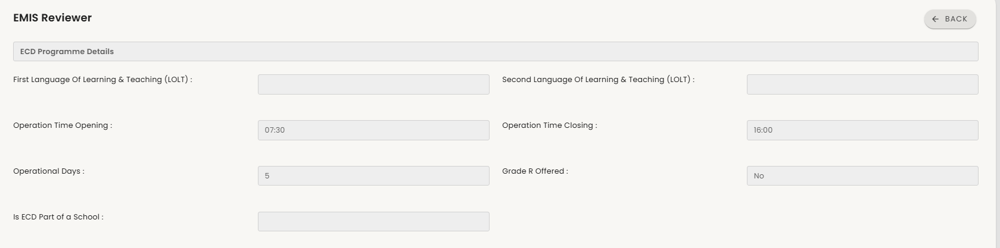 EMIS Reviewer
BACK
ECD Programme Details
First Language Of Learning & Teaching (LOLT) :
Second Language Of Learning & Teaching (LOLT) :
Operation Time Opening :
07:30
Operation Time Closing :
16:00
Operational Days :
5
Grade R Offered :
No
Is ECD Part of a School :